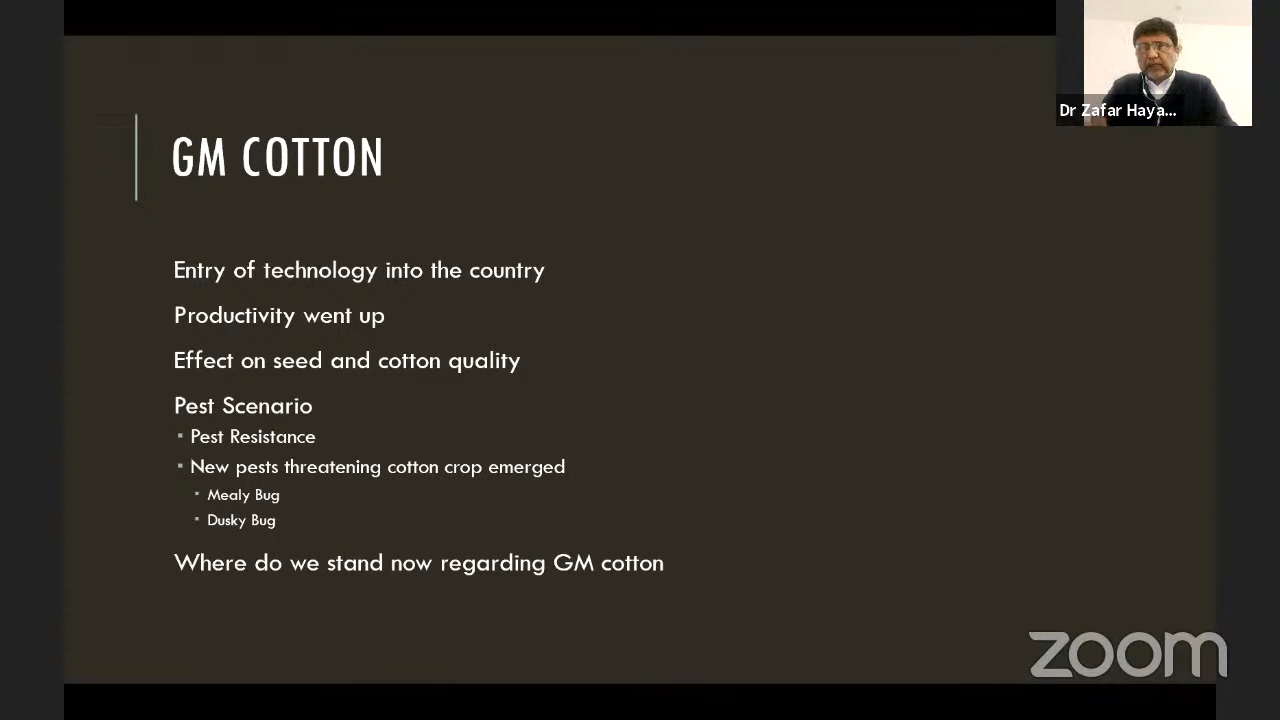 Dr Zafar Haya...
GM COTTON
Entry of technology into the country
Productivity went up
Effect on seed and cotton quality
Pest Scenario
Pest Resistance
New pests threatening cotton crop emerged
Mealy Bug
Dusky Bug
Where do we stand now regarding GM cotton
zoom